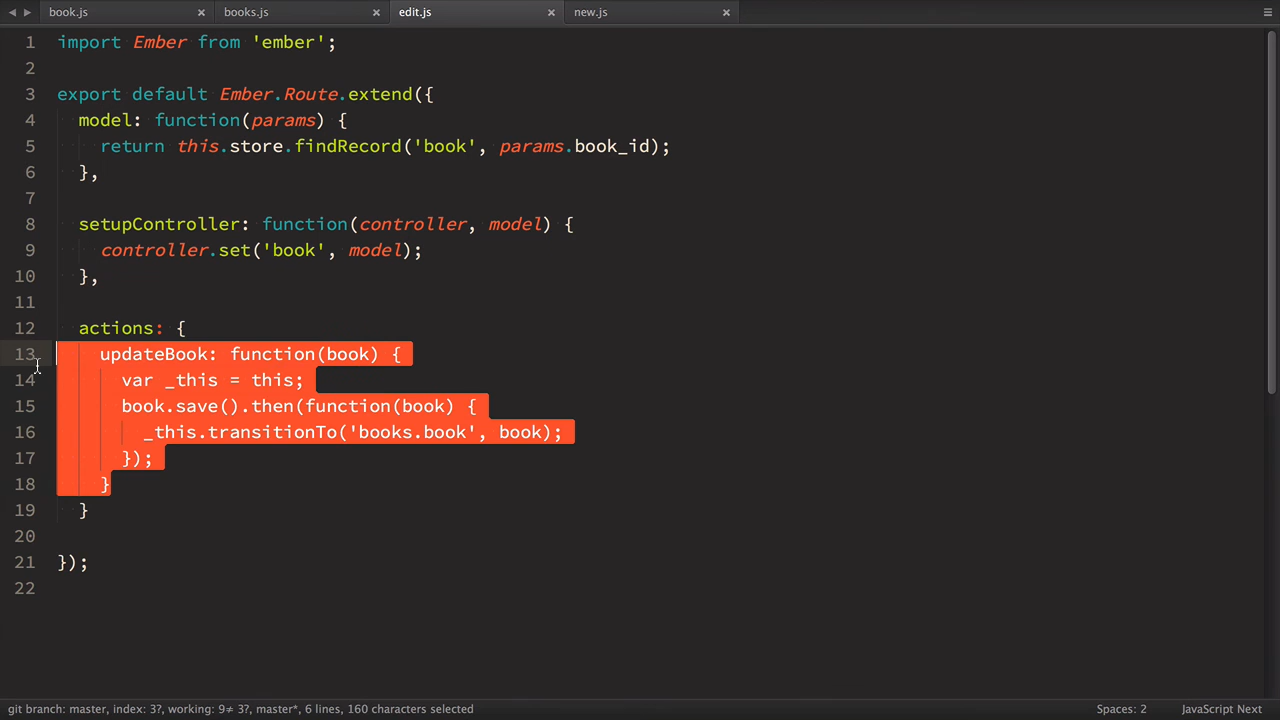 book.js × books.js × edit.js × new.js ×
1 import Ember from 'ember';
2
3 export default Ember.Route.extend({
4   model: function(params) {
5     return this.store.findRecord('book', params.book_id);
6   },
7
8   setupController: function(controller, model) {
9     controller.set('book', model);
10   },
11
12   actions: {
13     updateBook: function(book) {
14       var _this = this;
15       book.save().then(function(book) {
16         _this.transitionTo('books.book', book);
17       });
18     }
19   }
20
21 });
22
git branch: master, index: 3?, working: 9≠ 3?, master*, 6 lines, 160 characters selected Spaces: 2 JavaScript Next